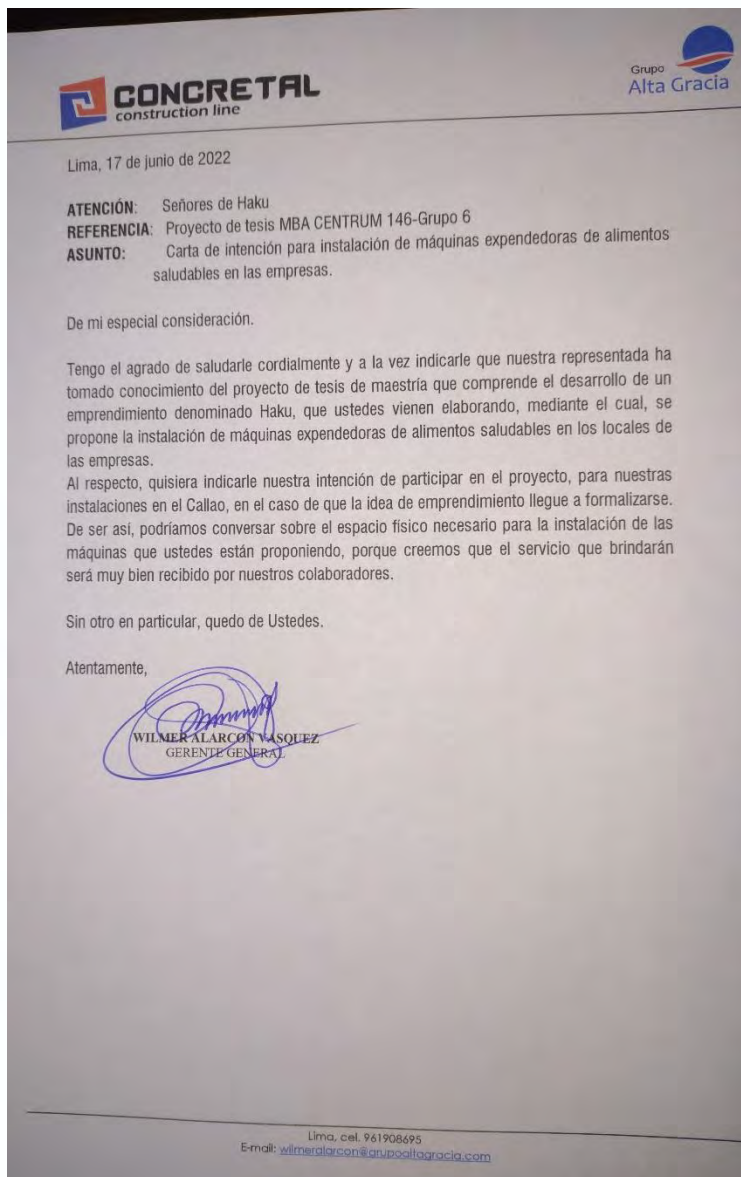 CONCRETAL
construction line
Grupo
Alta Gracia
Lima, 17 de junio de 2022
ATENCIÓN: Señores de Haku
REFERENCIA: Proyecto de tesis MBA CENTRUM 146-Grupo 6
ASUNTO: Carta de intención para instalación de máquinas expendedoras de alimentos
saludables en las empresas.
De mi especial consideración.
Tengo el agrado de saludarle cordialmente y a la vez indicarle que nuestra representada ha
tomado conocimiento del proyecto de tesis de maestría que comprende el desarrollo de un
emprendimiento denominado Haku, que ustedes vienen elaborando, mediante el cual, se
propone la instalación de máquinas expendedoras de alimentos saludables en los locales de
las empresas.
Al respecto, quisiera indicarle nuestra intención de participar en el proyecto, para nuestras
instalaciones en el Callao, en el caso de que la idea de emprendimiento llegue a formalizarse.
De ser así, podríamos conversar sobre el espacio físico necesario para la instalación de las
máquinas que ustedes están proponiendo, porque creemos que el servicio que brindarán
será muy bien recibido por nuestros colaboradores.
Sin otro en particular, quedo de Ustedes.
Atentamente,
WILMER ALARCON VASQUEZ
GERENTE GENERAL
Lima, cel. 961908695
E-mail: wilmeralarcon@grupoaltagracia.com